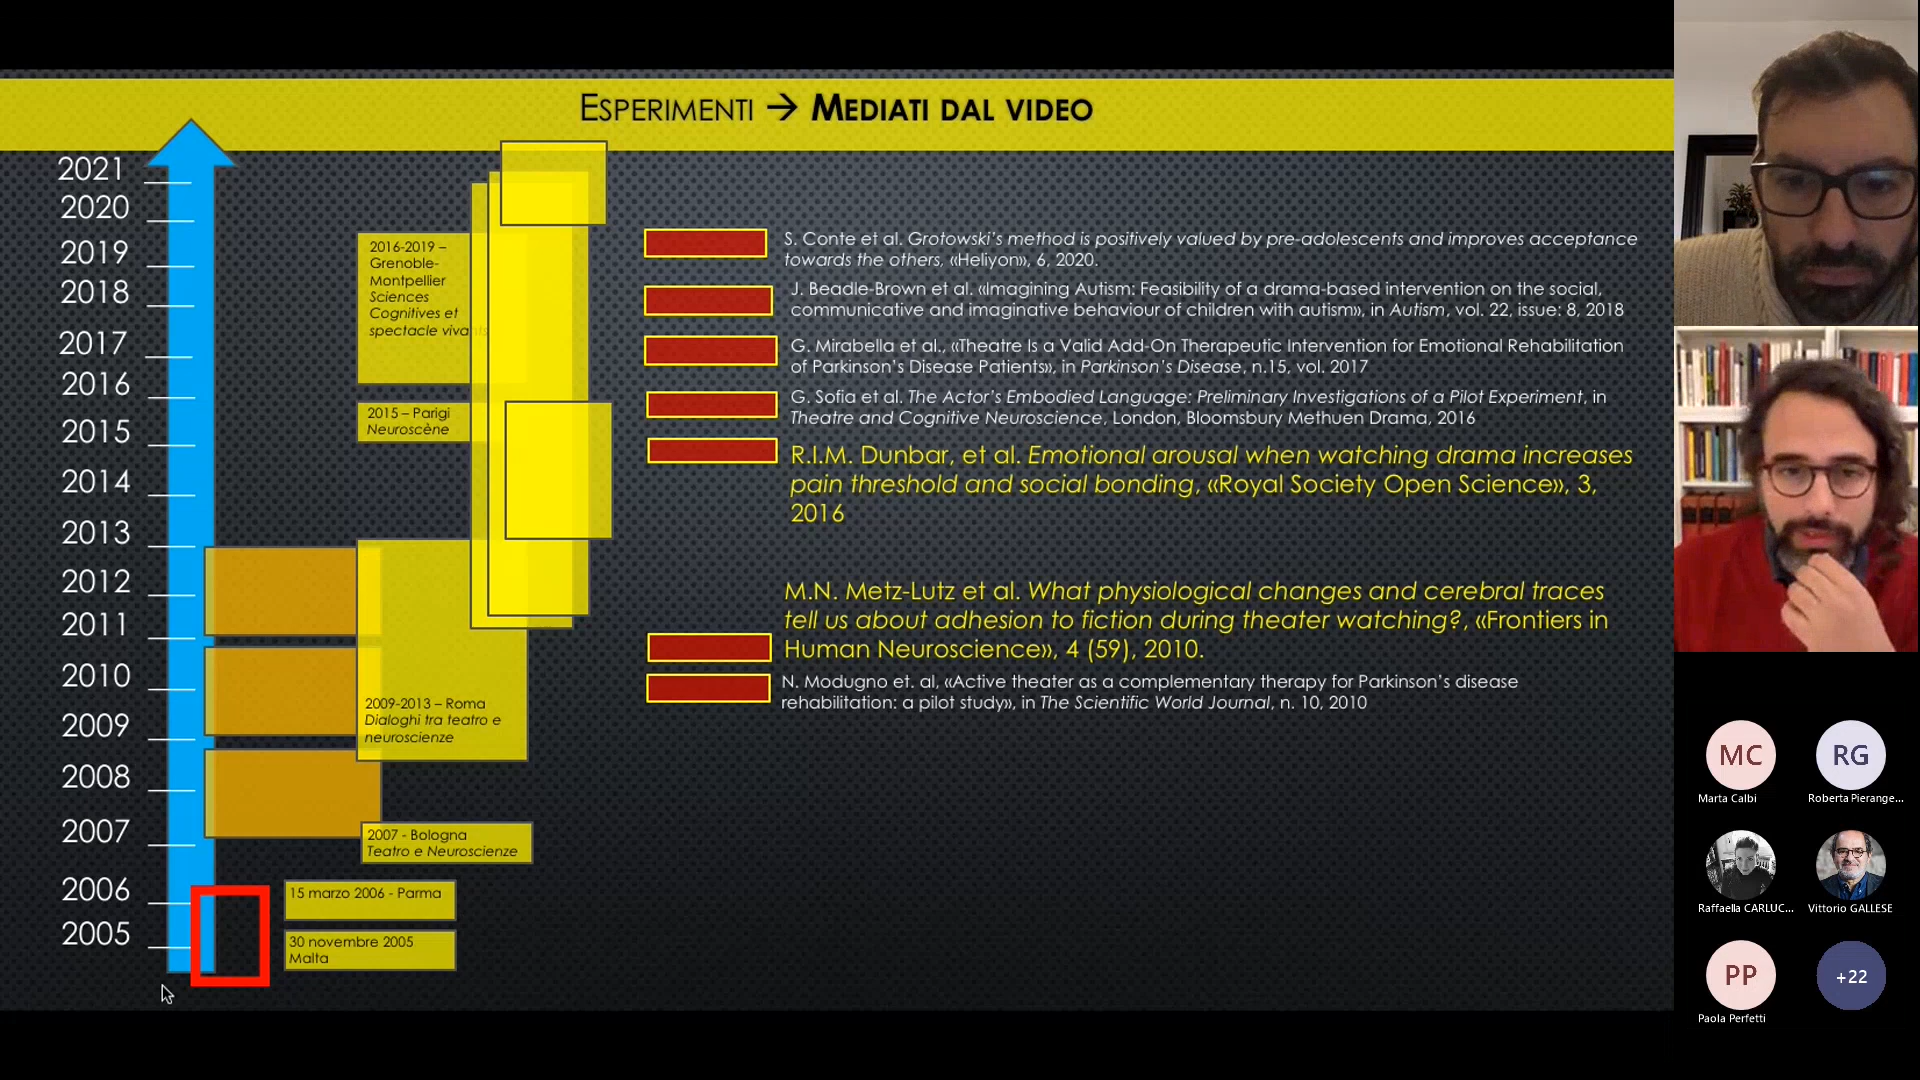 ESPERIMENTI → MEDIATI DAL VIDEO
2021
2020
2019
2018
2017
2016
2015
2014
2013
2012
2011
2010
2009
2008
2007
2006
2005
2016-2019 –
Grenoble-
Montpellier
Sciences
Cognitives et
spectacle vivants
2015 – Parigi
Neuroscène
2009-2013 – Roma
Dialoghi tra teatro e
neuroscienze
2007 - Bologna
Teatro e Neuroscienze
15 marzo 2006 - Parma
30 novembre 2005
Malta
S. Conte et al. Grotowski’s method is positively valued by pre-adolescents and improves acceptance
towards the others, «Heliyon», 6, 2020.
J. Beadle-Brown et al. «Imagining Autism: Feasibility of a drama-based intervention on the social,
communicative and imaginative behaviour of children with autism», in Autism, vol. 22, issue: 8, 2018
G. Mirabella et al., «Theatre Is a Valid Add-On Therapeutic Intervention for Emotional Rehabilitation
of Parkinson’s Disease Patients», in Parkinson’s Disease, n.15, vol. 2017
G. Sofia et al. The Actor’s Embodied Language: Preliminary Investigations of a Pilot Experiment, in
Theatre and Cognitive Neuroscience, London, Bloomsbury Methuen Drama, 2016
R.I.M. Dunbar, et al. Emotional arousal when watching drama increases
pain threshold and social bonding, «Royal Society Open Science», 3,
2016
M.N. Metz-Lutz et al. What physiological changes and cerebral traces
tell us about adhesion to fiction during theater watching?, «Frontiers in
Human Neuroscience», 4 (59), 2010.
N. Modugno et. al, «Active theater as a complementary therapy for Parkinson’s disease
rehabilitation: a pilot study», in The Scientific World Journal, n. 10, 2010
MC
Marta Calbi
RG
Roberta Pierange...
Raffaella CARLUC...
Vittorio GALLESE
PP
Paola Perfetti
+22